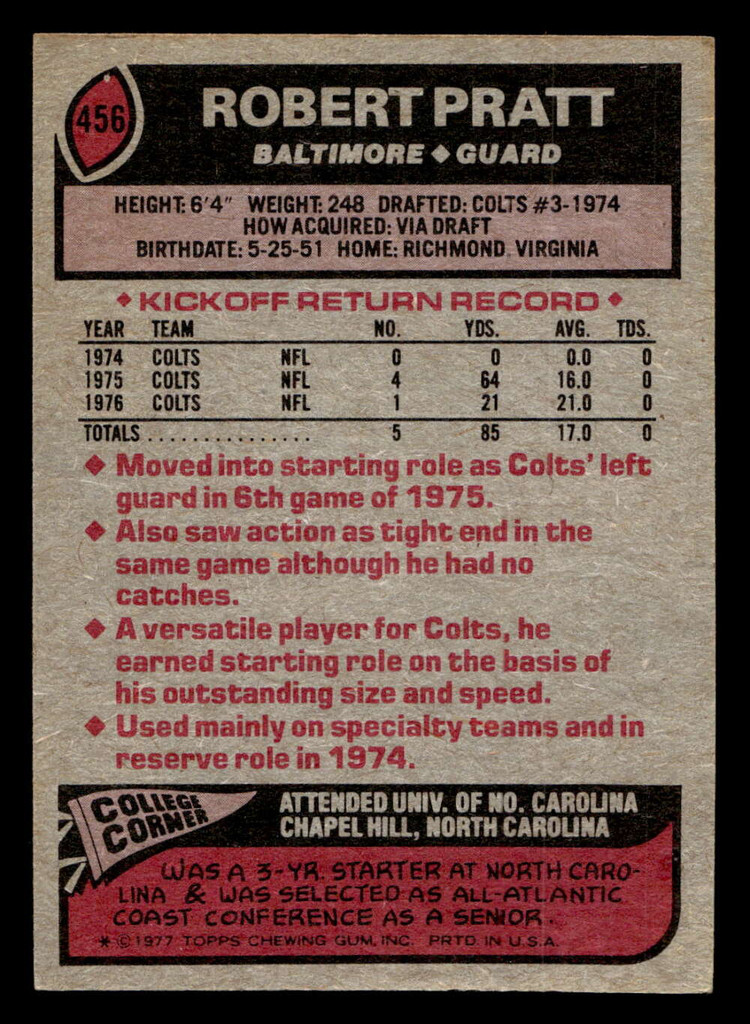 456
ROBERT PRATT
BALTIMORE ◆ GUARD
HEIGHT: 6'4" WEIGHT: 248 DRAFTED: COLTS #3-1974
HOW ACQUIRED: VIA DRAFT
BIRTHDATE: 5-25-51 HOME: RICHMOND, VIRGINIA
◆ KICKOFF RETURN RECORD ◆
YEAR TEAM NO. YDS. AVG. TDS.
1974 COLTS NFL 0 0 0.0 0
1975 COLTS NFL 4 64 16.0 0
1976 COLTS NFL 1 21 21.0 0
TOTALS ............... 5 85 17.0 0
◆ Moved into starting role as Colts' left
guard in 6th game of 1975.
◆ Also saw action as tight end in the
same game although he had no
catches.
◆ A versatile player for Colts, he
earned starting role on the basis of
his outstanding size and speed.
◆ Used mainly on specialty teams and in
reserve role in 1974.
COLLEGE
CORNER
ATTENDED UNIV. OF NO. CAROLINA
CHAPEL HILL, NORTH CAROLINA
WAS A 3-YR. STARTER AT NORTH CARO-
LINA & WAS SELECTED AS ALL-ATLANTIC
COAST CONFERENCE AS A SENIOR.
* © 1977 TOPPS CHEWING GUM, INC. PRTD. IN U.S.A.